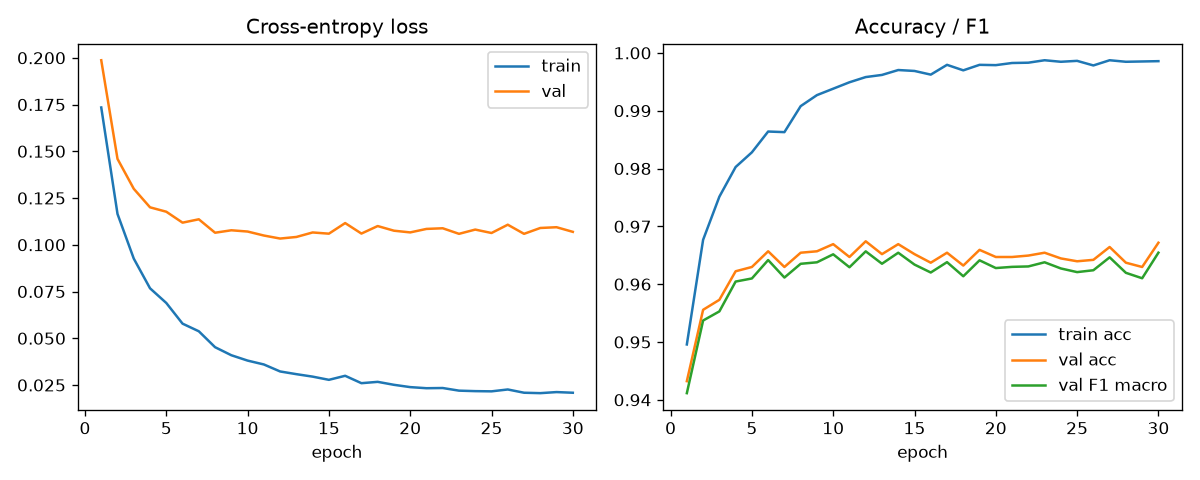 Cross-entropy loss
0.200
0.175
0.150
0.125
0.100
0.075
0.050
0.025
0 5 10 15 20 25 30
epoch
train
val
Accuracy / F1
1.00
0.99
0.98
0.97
0.96
0.95
0.94
0 5 10 15 20 25 30
epoch
train acc
val acc
val F1 macro